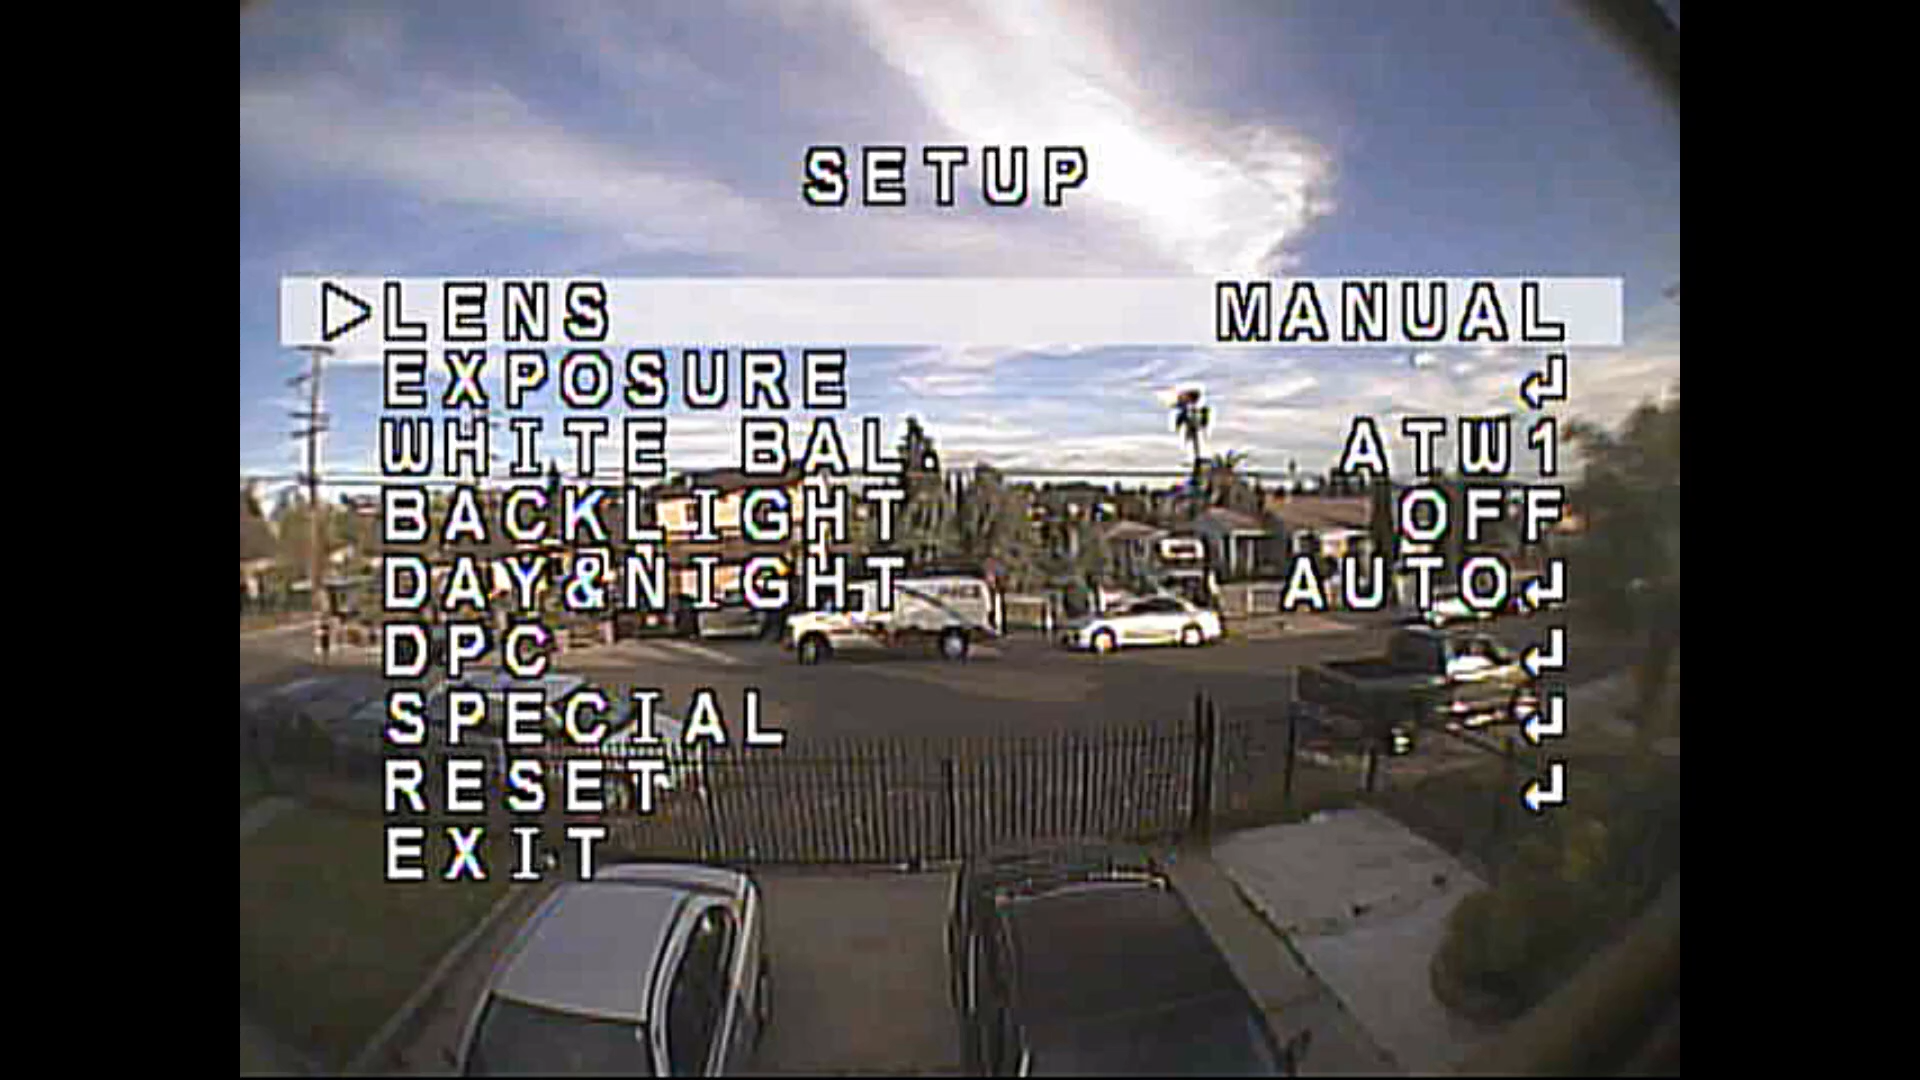 SETUP
▷LENS MANUAL
EXPOSURE ↵
WHITE BAL. ATW1
BACKLIGHT OFF
DAY&NIGHT AUTO↵
DPC ↵
SPECIAL ↵
RESET ↵
EXIT